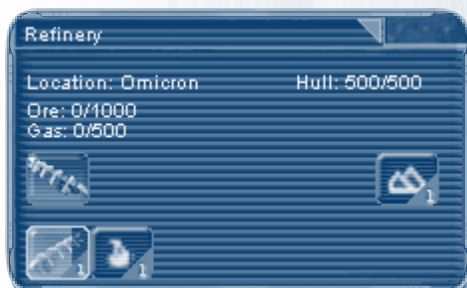 Refinery
Location: Omicron Hull: 500/500
Ore: 0/1000
Gas: 0/500
1
1 1